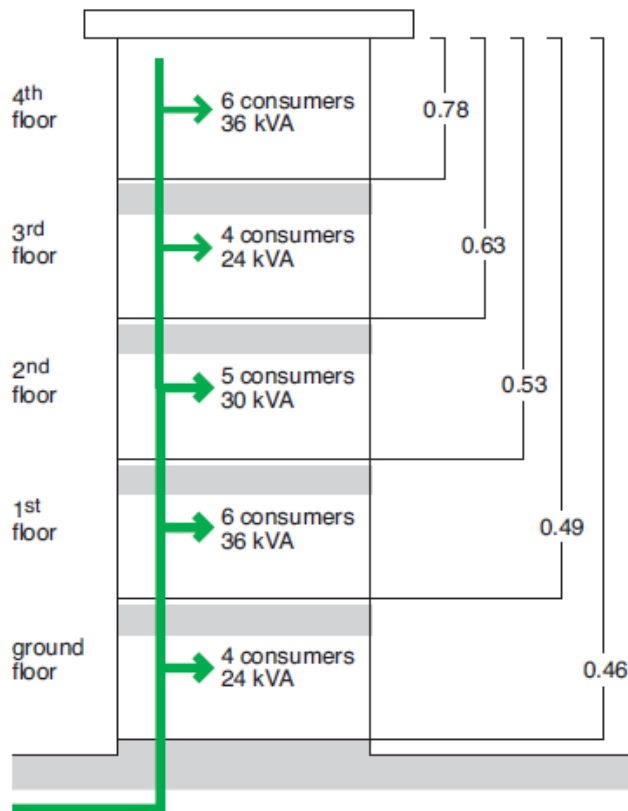 4th
floor
6 consumers
36 kVA
0.78
3rd
floor
4 consumers
24 kVA
0.63
2nd
floor
5 consumers
30 kVA
0.53
1st
floor
6 consumers
36 kVA
0.49
ground
floor
4 consumers
24 kVA
0.46